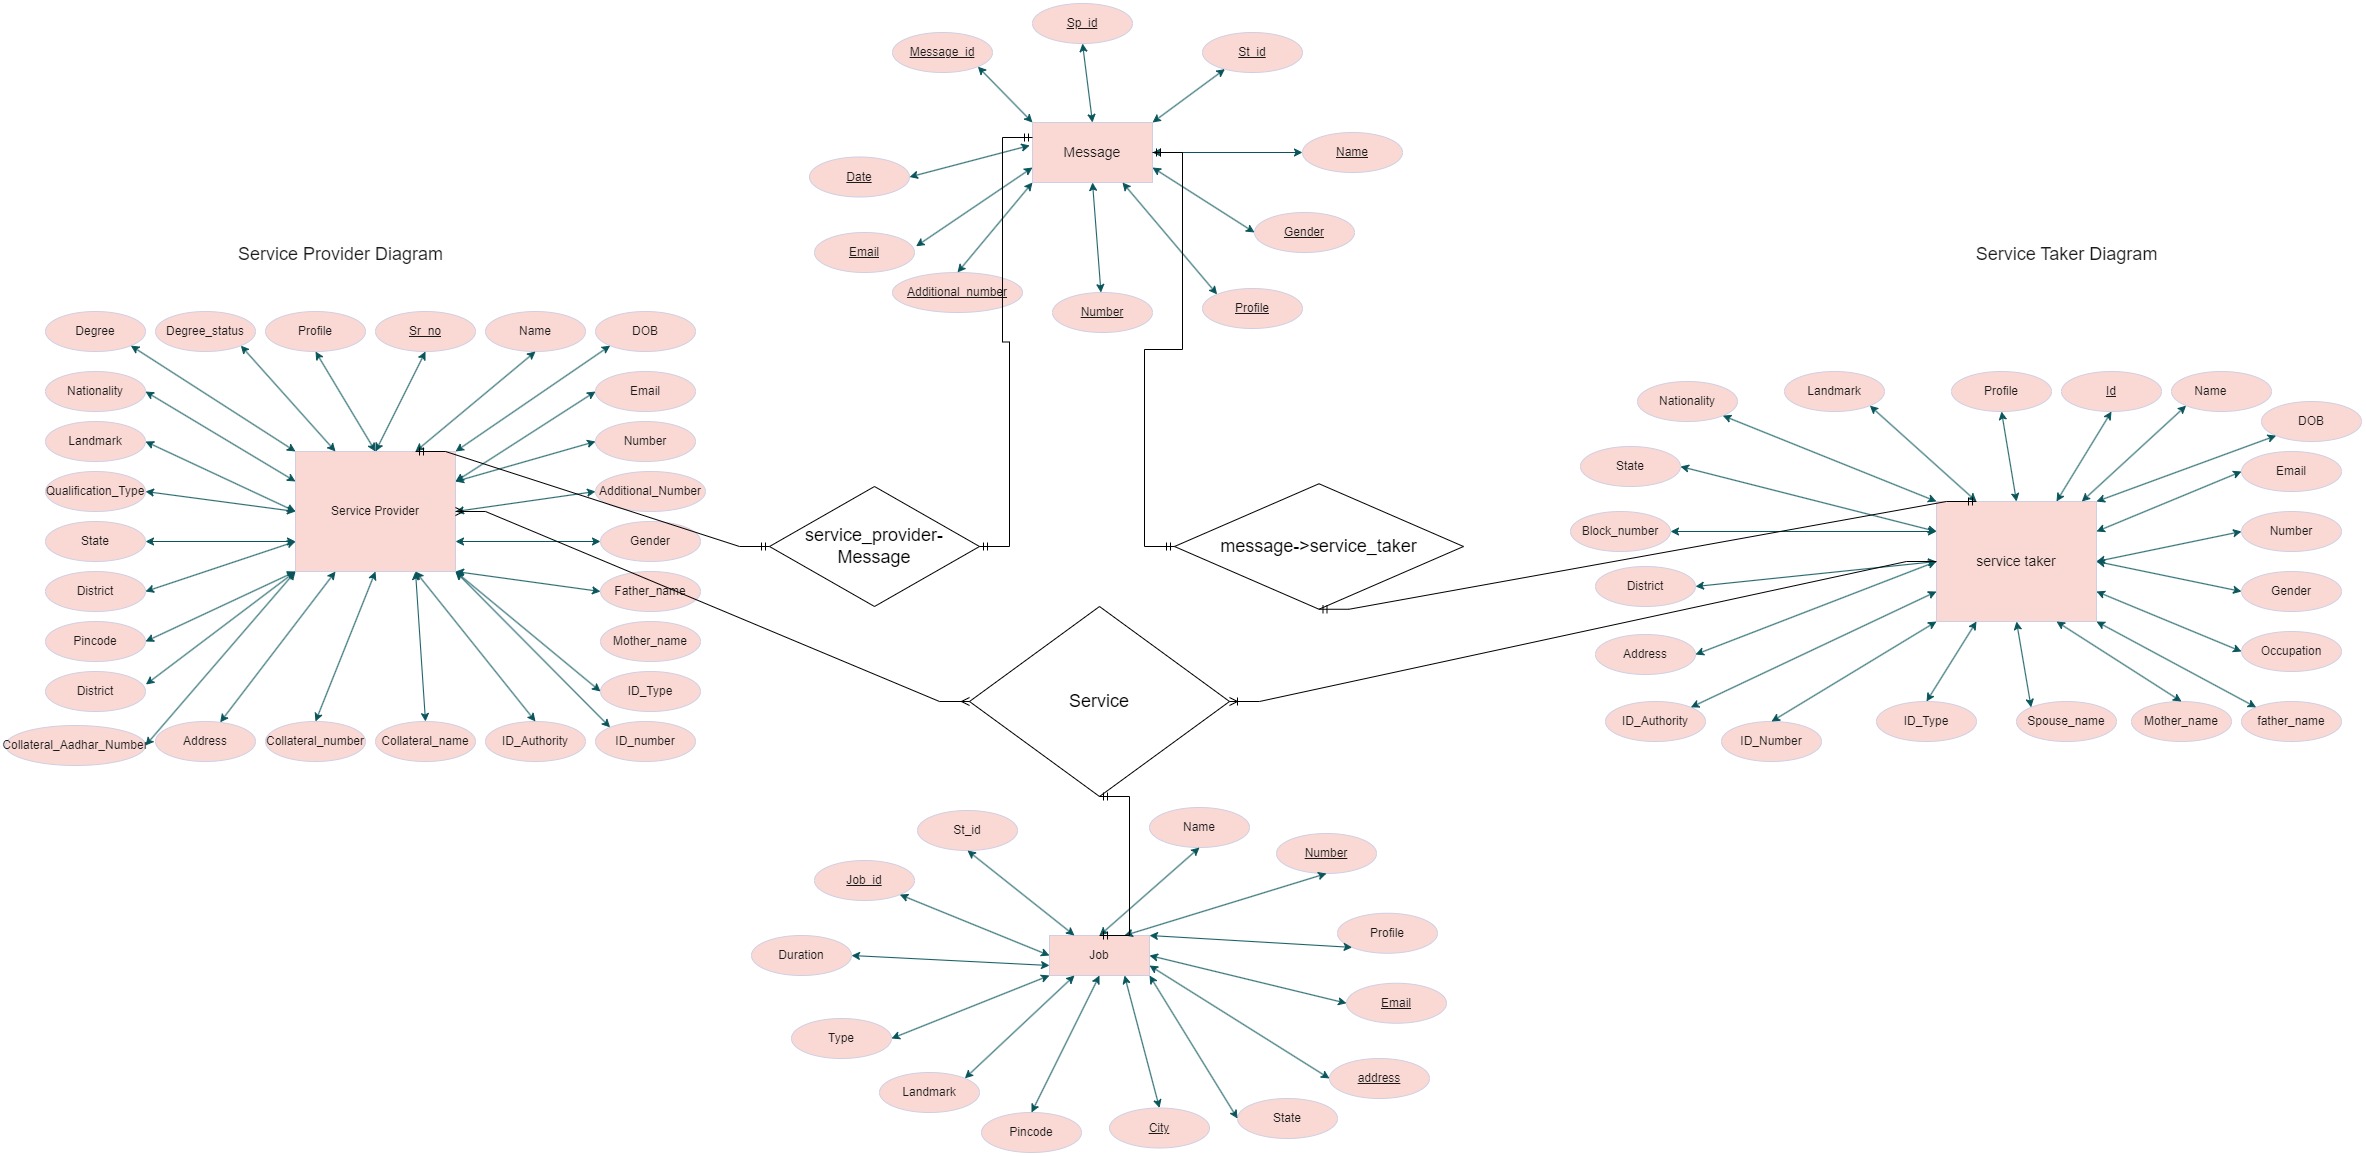 Sp_id
Message_id
St_id
Message
Name
Date
Gender
Email
Additional_number
Number
Profile
Service Provider Diagram
Service Taker Diagram
Degree
Degree_status
Profile
Sr_no
Name
DOB
Nationality
Email
Landmark
Number
Qualification_Type
Additional_Number
Service Provider
State
Gender
District
Father_name
Pincode
Mother_name
District
ID_Type
Collateral_Aadhar_Number
Address
Collateral_number
Collateral_name
ID_Authority
ID_number
service_provider-
Message
message->service_taker
Service
Nationality
Landmark
Profile
Id
Name
DOB
State
Email
Block_number
Number
service taker
District
Gender
Address
Occupation
ID_Authority
ID_Number
ID_Type
Spouse_name
Mother_name
father_name
St_id
Name
Number
Job_id
Profile
Duration
Job
Email
Type
address
Landmark
State
Pincode
City